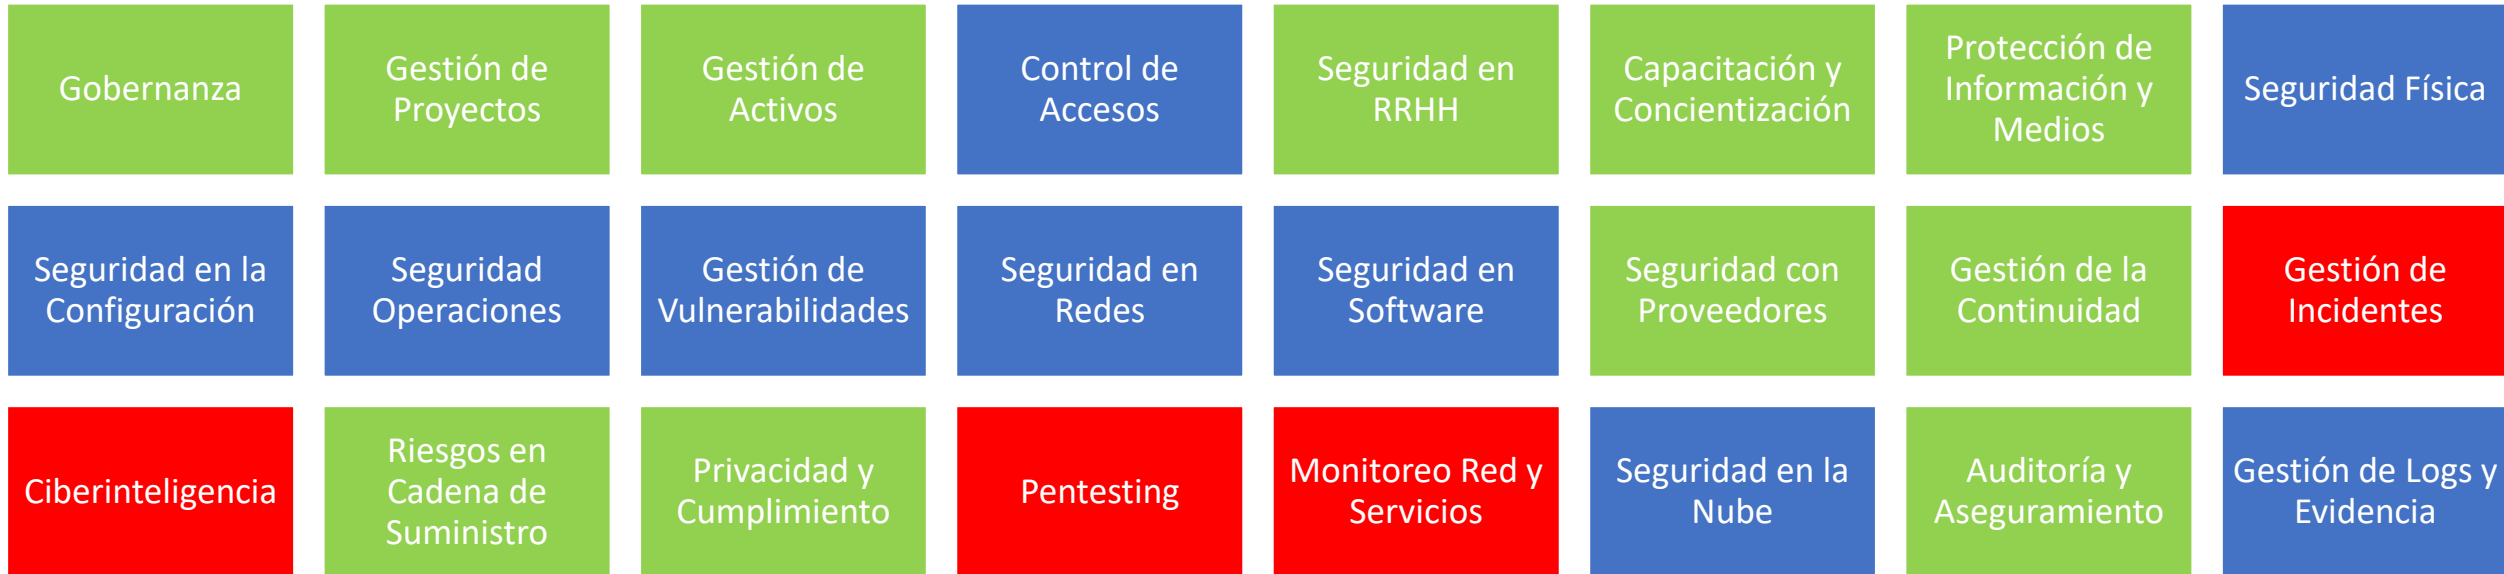 Gobernanza
Gestión de
Proyectos
Gestión de
Activos
Control de
Accesos
Seguridad en
RRHH
Capacitación y
Concientización
Protección de
Información y
Medios
Seguridad Física
Seguridad en la
Configuración
Seguridad
Operaciones
Gestión de
Vulnerabilidades
Seguridad en
Redes
Seguridad en
Software
Seguridad con
Proveedores
Gestión de la
Continuidad
Gestión de
Incidentes
Ciberinteligencia
Riesgos en
Cadena de
Suministro
Privacidad y
Cumplimiento
Pentesting
Monitoreo Red y
Servicios
Seguridad en la
Nube
Auditoría y
Aseguramiento
Gestión de Logs y
Evidencia